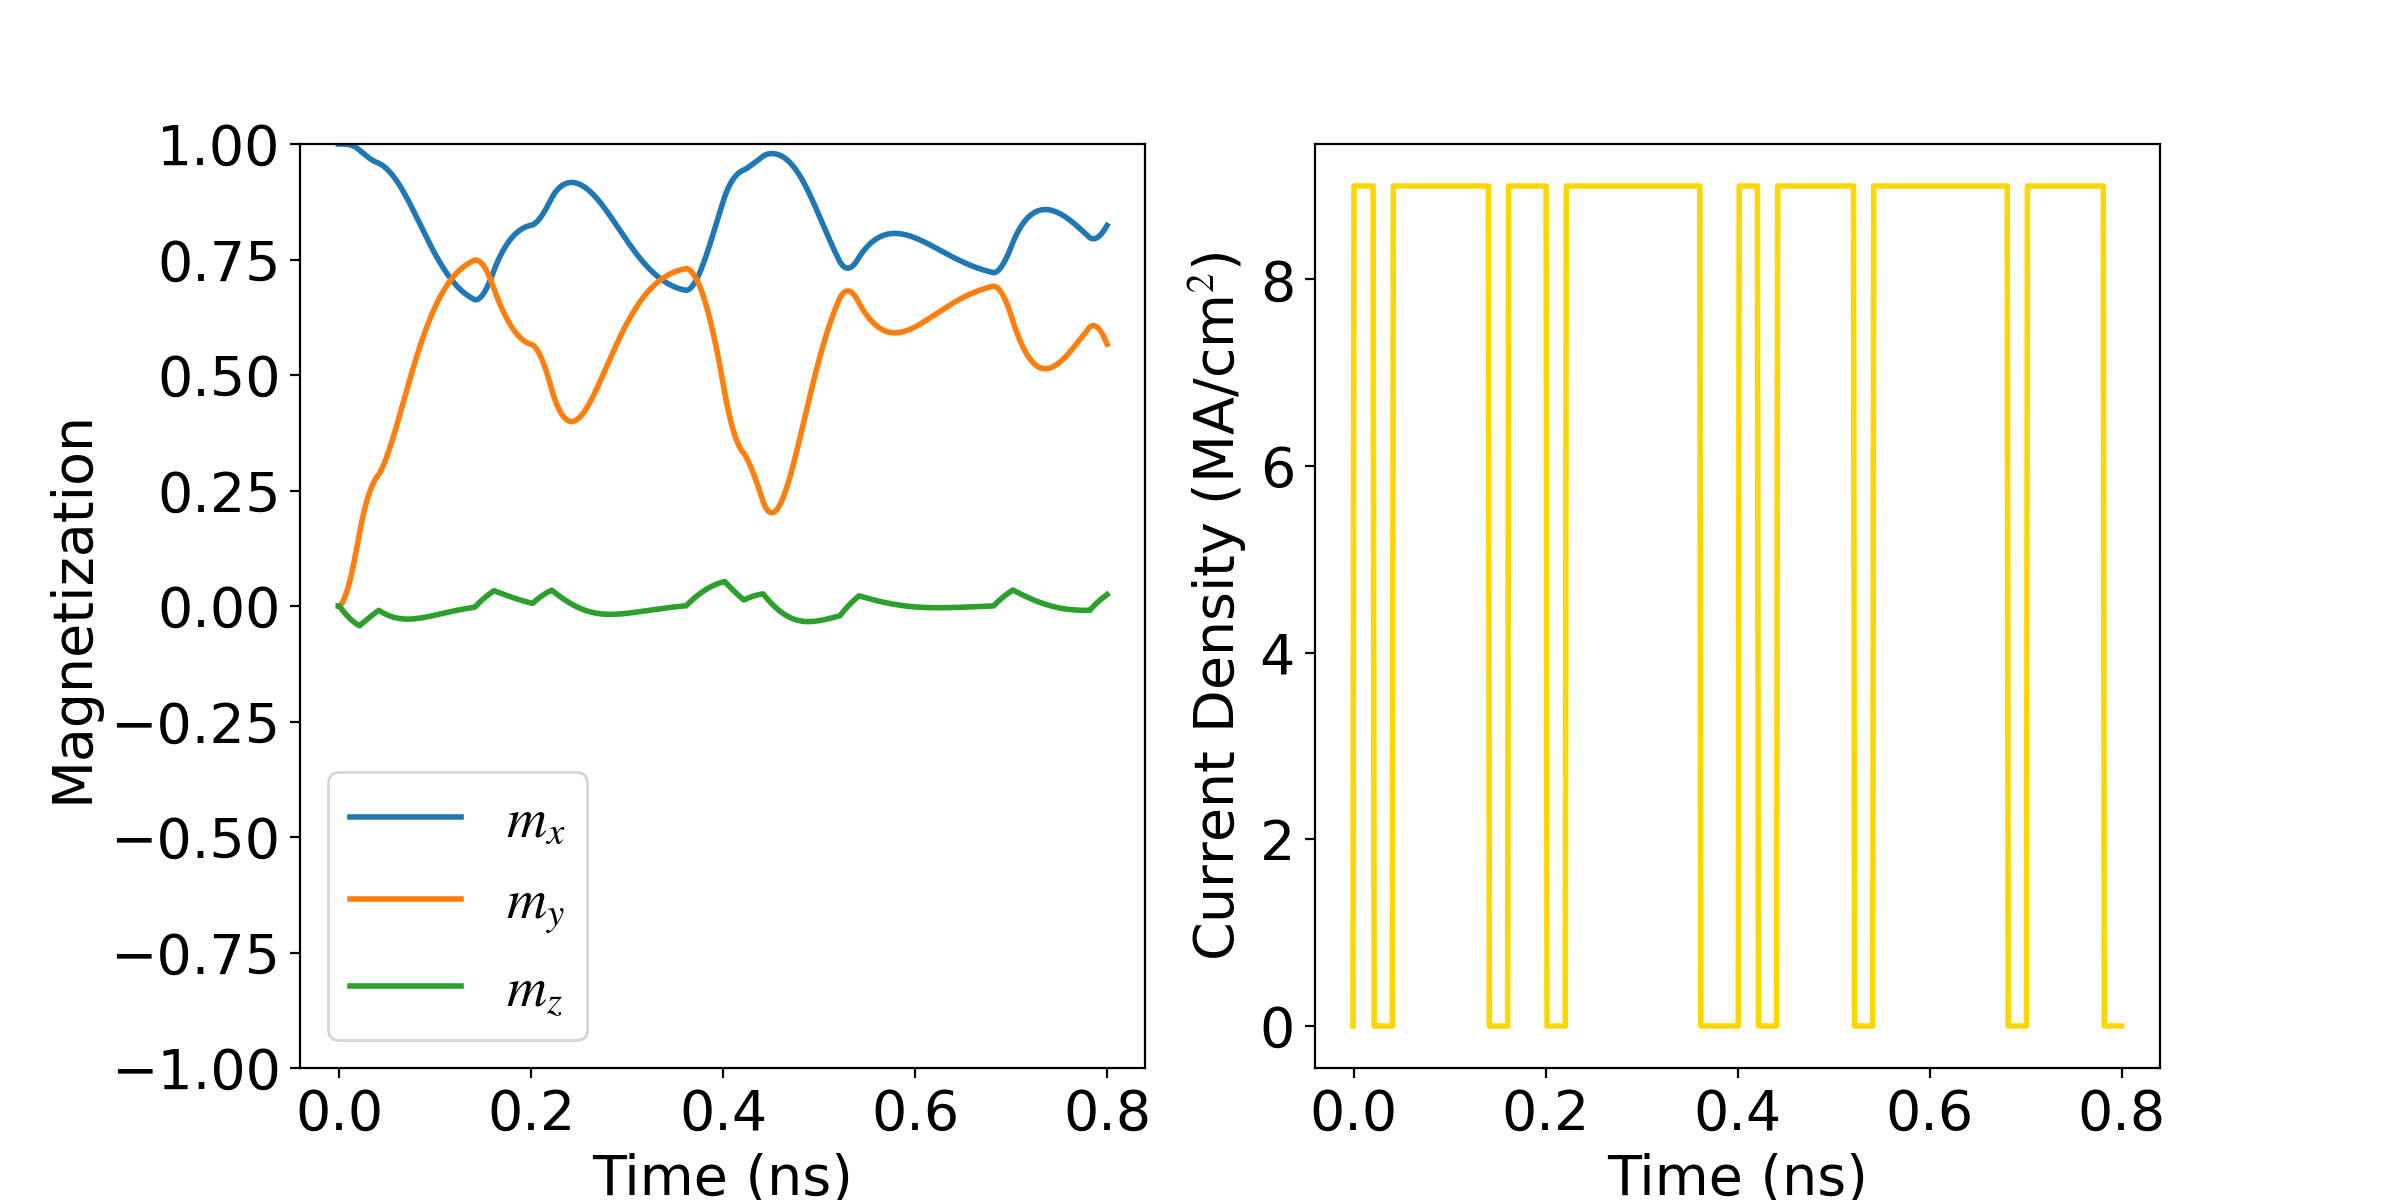 Magnetization
1.00
0.75
0.50
0.25
0.00
−0.25
−0.50
−0.75
−1.00
m_x
m_y
m_z
0.0 0.2 0.4 0.6 0.8
Time (ns)
Current Density (MA/cm²)
8
6
4
2
0
0.0 0.2 0.4 0.6 0.8
Time (ns)